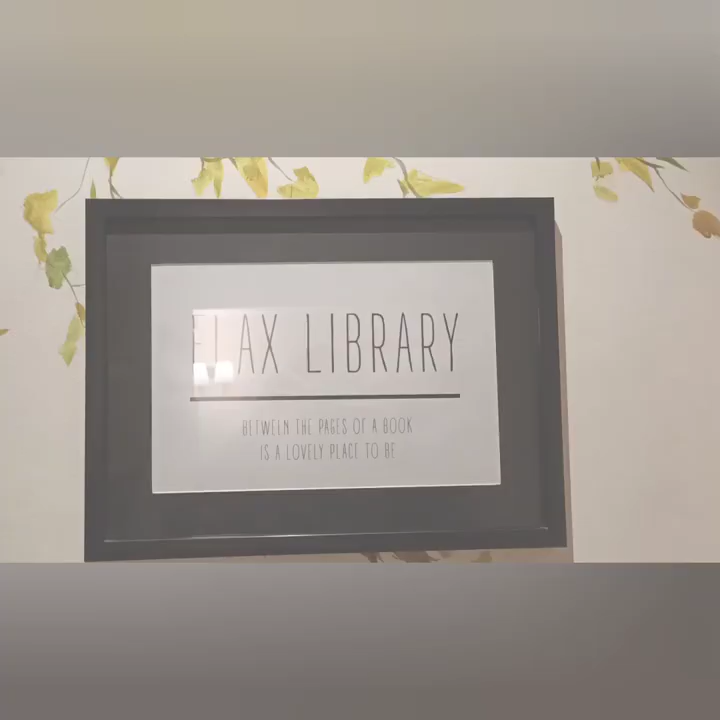 FLAX LIBRARY
BETWEEN THE PAGES OF A BOOK
IS A LOVELY PLACE TO BE